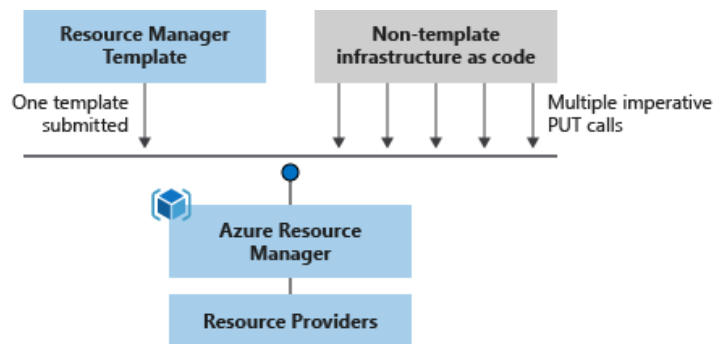 Resource Manager
Template
Non-template
infrastructure as code
One template
submitted
Multiple imperative
PUT calls
Azure Resource
Manager
Resource Providers